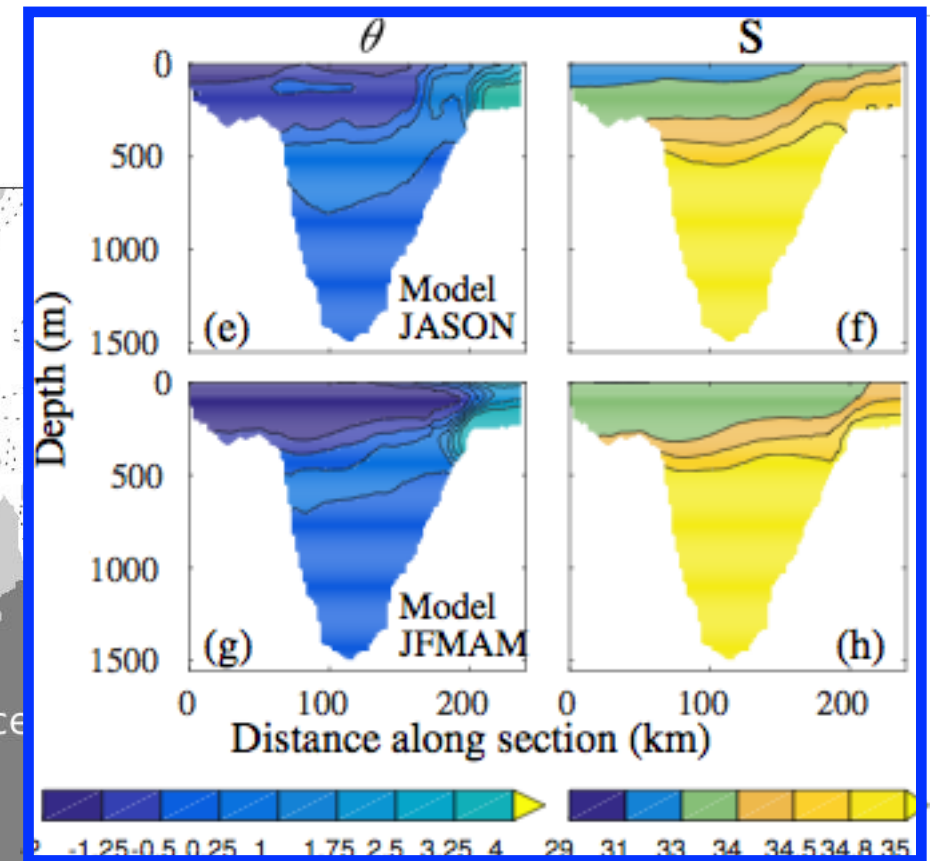 θ S
0
500
1000
1500
(e) Model
JASON
(f)
0
500
1000
1500
(g) Model
JFMAM
(h)
Depth (m)
0 100 200 0 100 200
Distance along section (km)
-1.25 -0.5 0.25 1 1.75 2.5 3.25 4 29 31 33 34 34.5 34.8 35